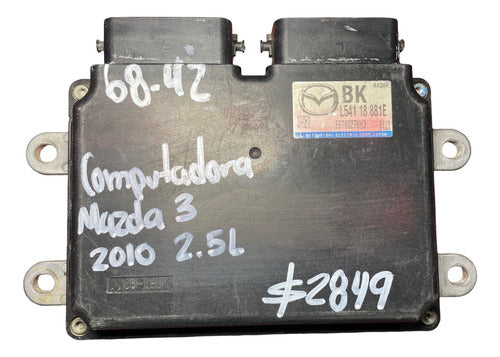 68-42
BK
L541 18 881E
Computadora
Mazda 3
2010 2.5L
$2849